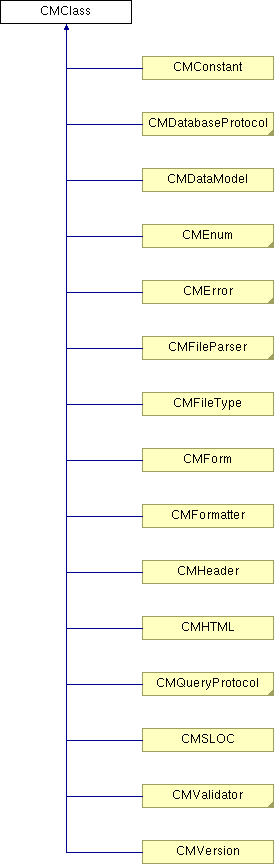 CMClass
CMConstant
CMDatabaseProtocol
CMDataModel
CMEnum
CMError
CMFileParser
CMFileType
CMForm
CMFormatter
CMHeader
CMHTML
CMQueryProtocol
CMSLOC
CMValidator
CMVersion